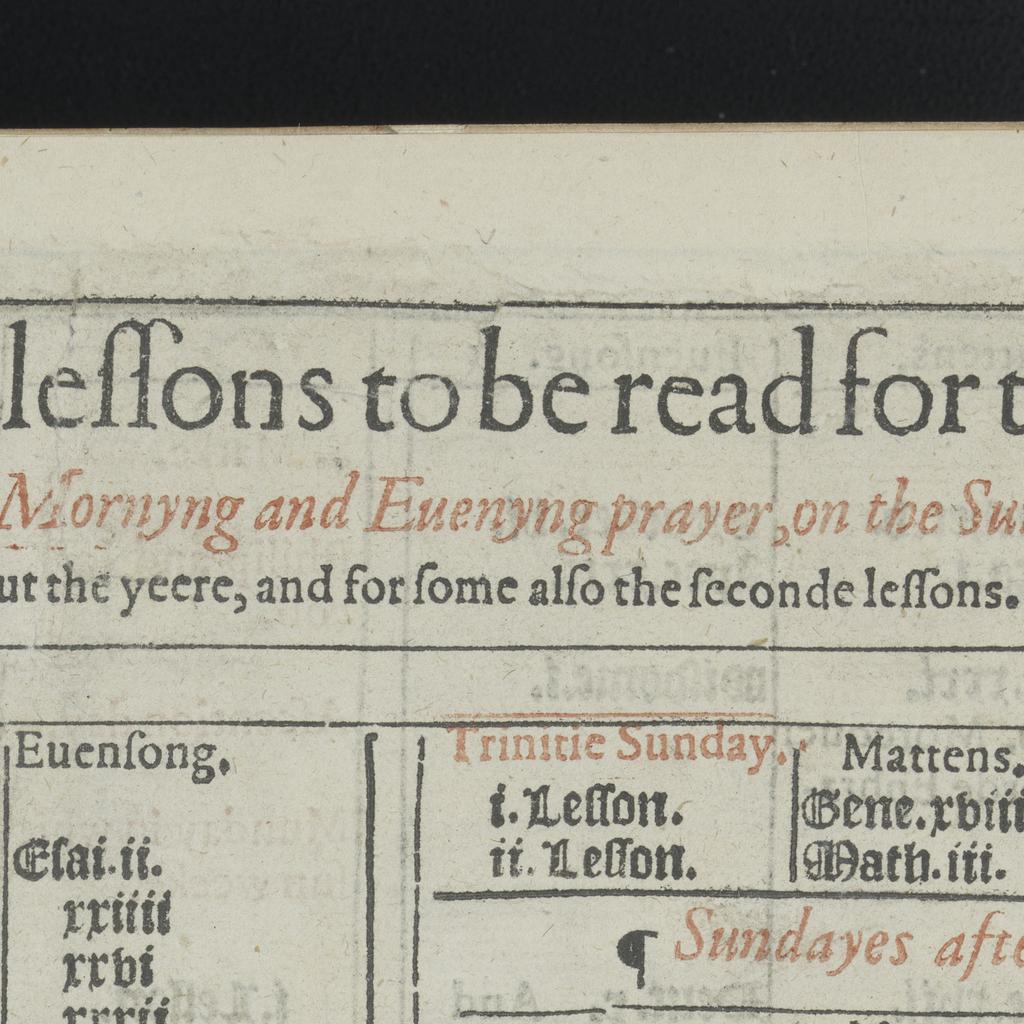 leſſons to be read for t
Mornyng and Euenyng prayer, on the Su
ut the yeere, and for ſome alſo the ſeconde leſſons.
Euenſong.
Eſai.ii.
xxiiii
xxvi
Trinitie Sunday.
i. Leſſon.
ii. Leſſon.
Mattens.
Gene.xviii
Math.iii.
¶ Sundayes afte